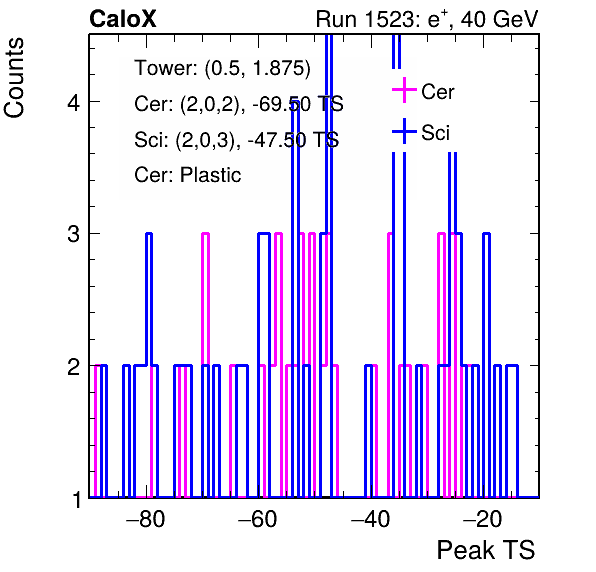 CaloX Run 1523: e⁺, 40 GeV
Counts
Tower: (0.5, 1.875)
Cer: (2,0,2), -69.50 TS
Sci: (2,0,3), -47.50 TS
Cer: Plastic
Cer
Sci
4
3
2
1
−80 −60 −40 −20
Peak TS